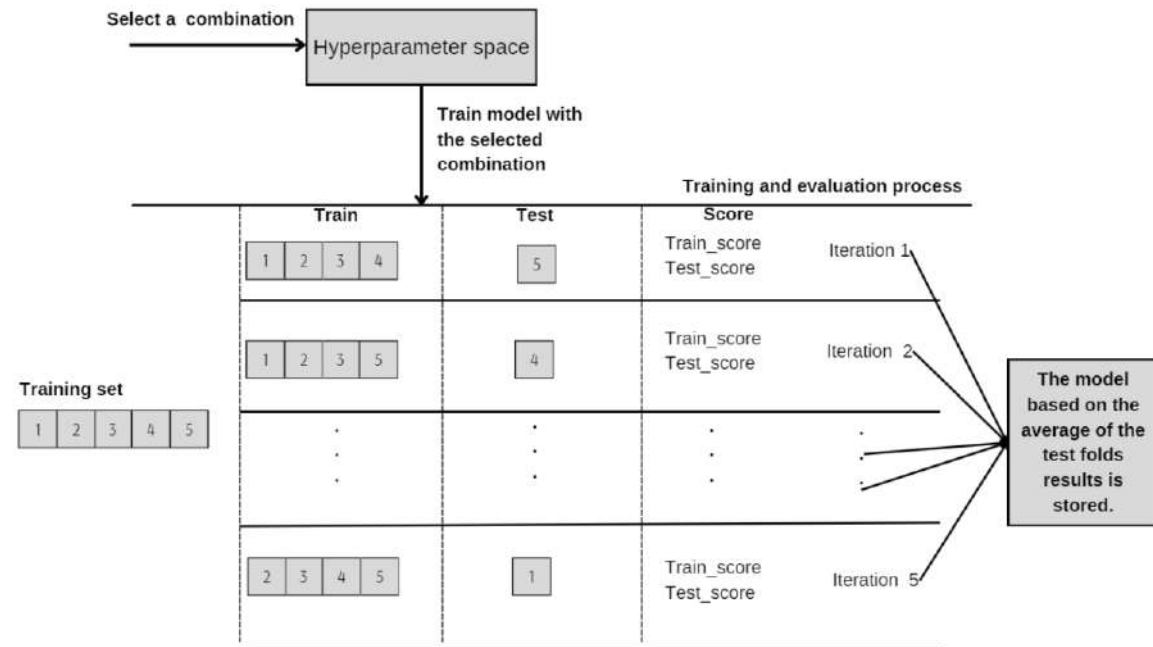 Select a combination
Hyperparameter space
Train model with
the selected
combination
Training and evaluation process
Train Test Score
1 2 3 4
5
Train_score
Test_score
Iteration 1
1 2 3 5
4
Train_score
Test_score
Iteration 2
Training set
1 2 3 4 5
The model
based on the
average of the
test folds
results is
stored.
2 3 4 5
1
Train_score
Test_score
Iteration 5